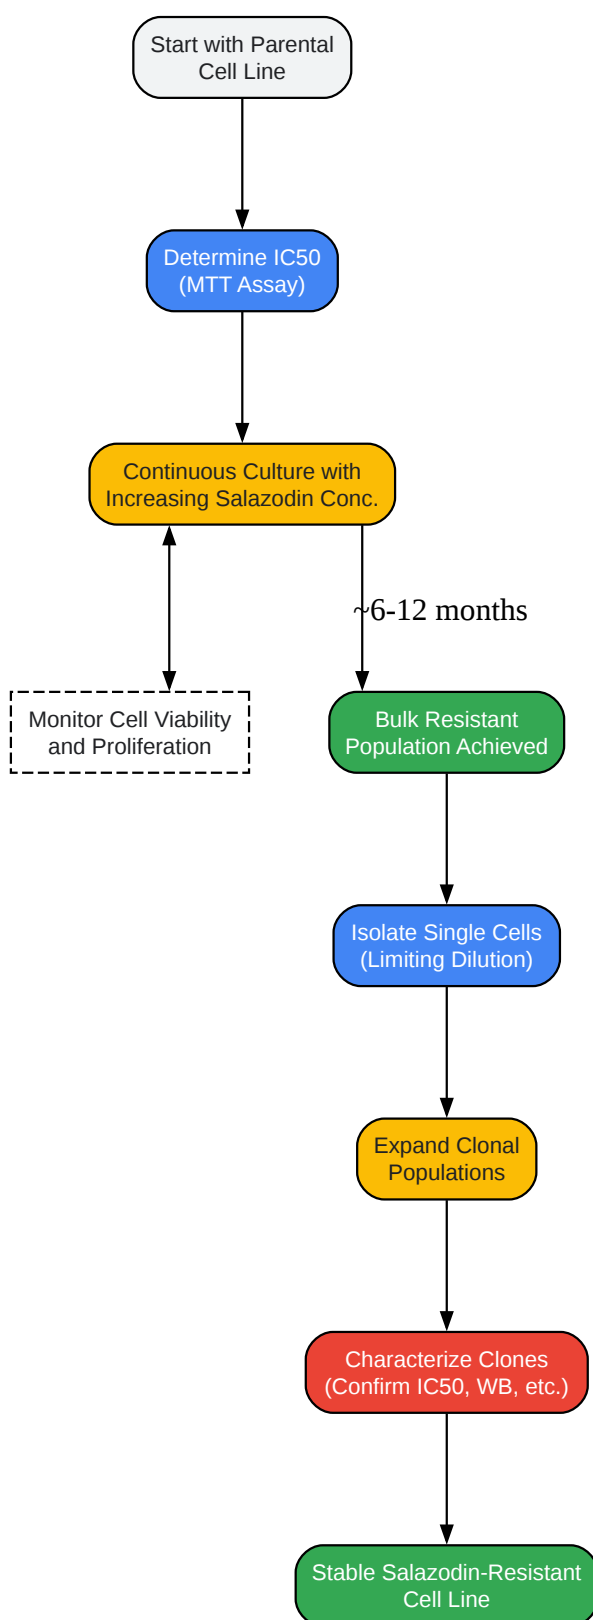 Start with Parental
Cell Line
Determine IC50
(MTT Assay)
Continuous Culture with
Increasing Salazodin Conc.
~6-12 months
Monitor Cell Viability
and Proliferation
Bulk Resistant
Population Achieved
Isolate Single Cells
(Limiting Dilution)
Expand Clonal
Populations
Characterize Clones
(Confirm IC50, WB, etc.)
Stable Salazodin-Resistant
Cell Line